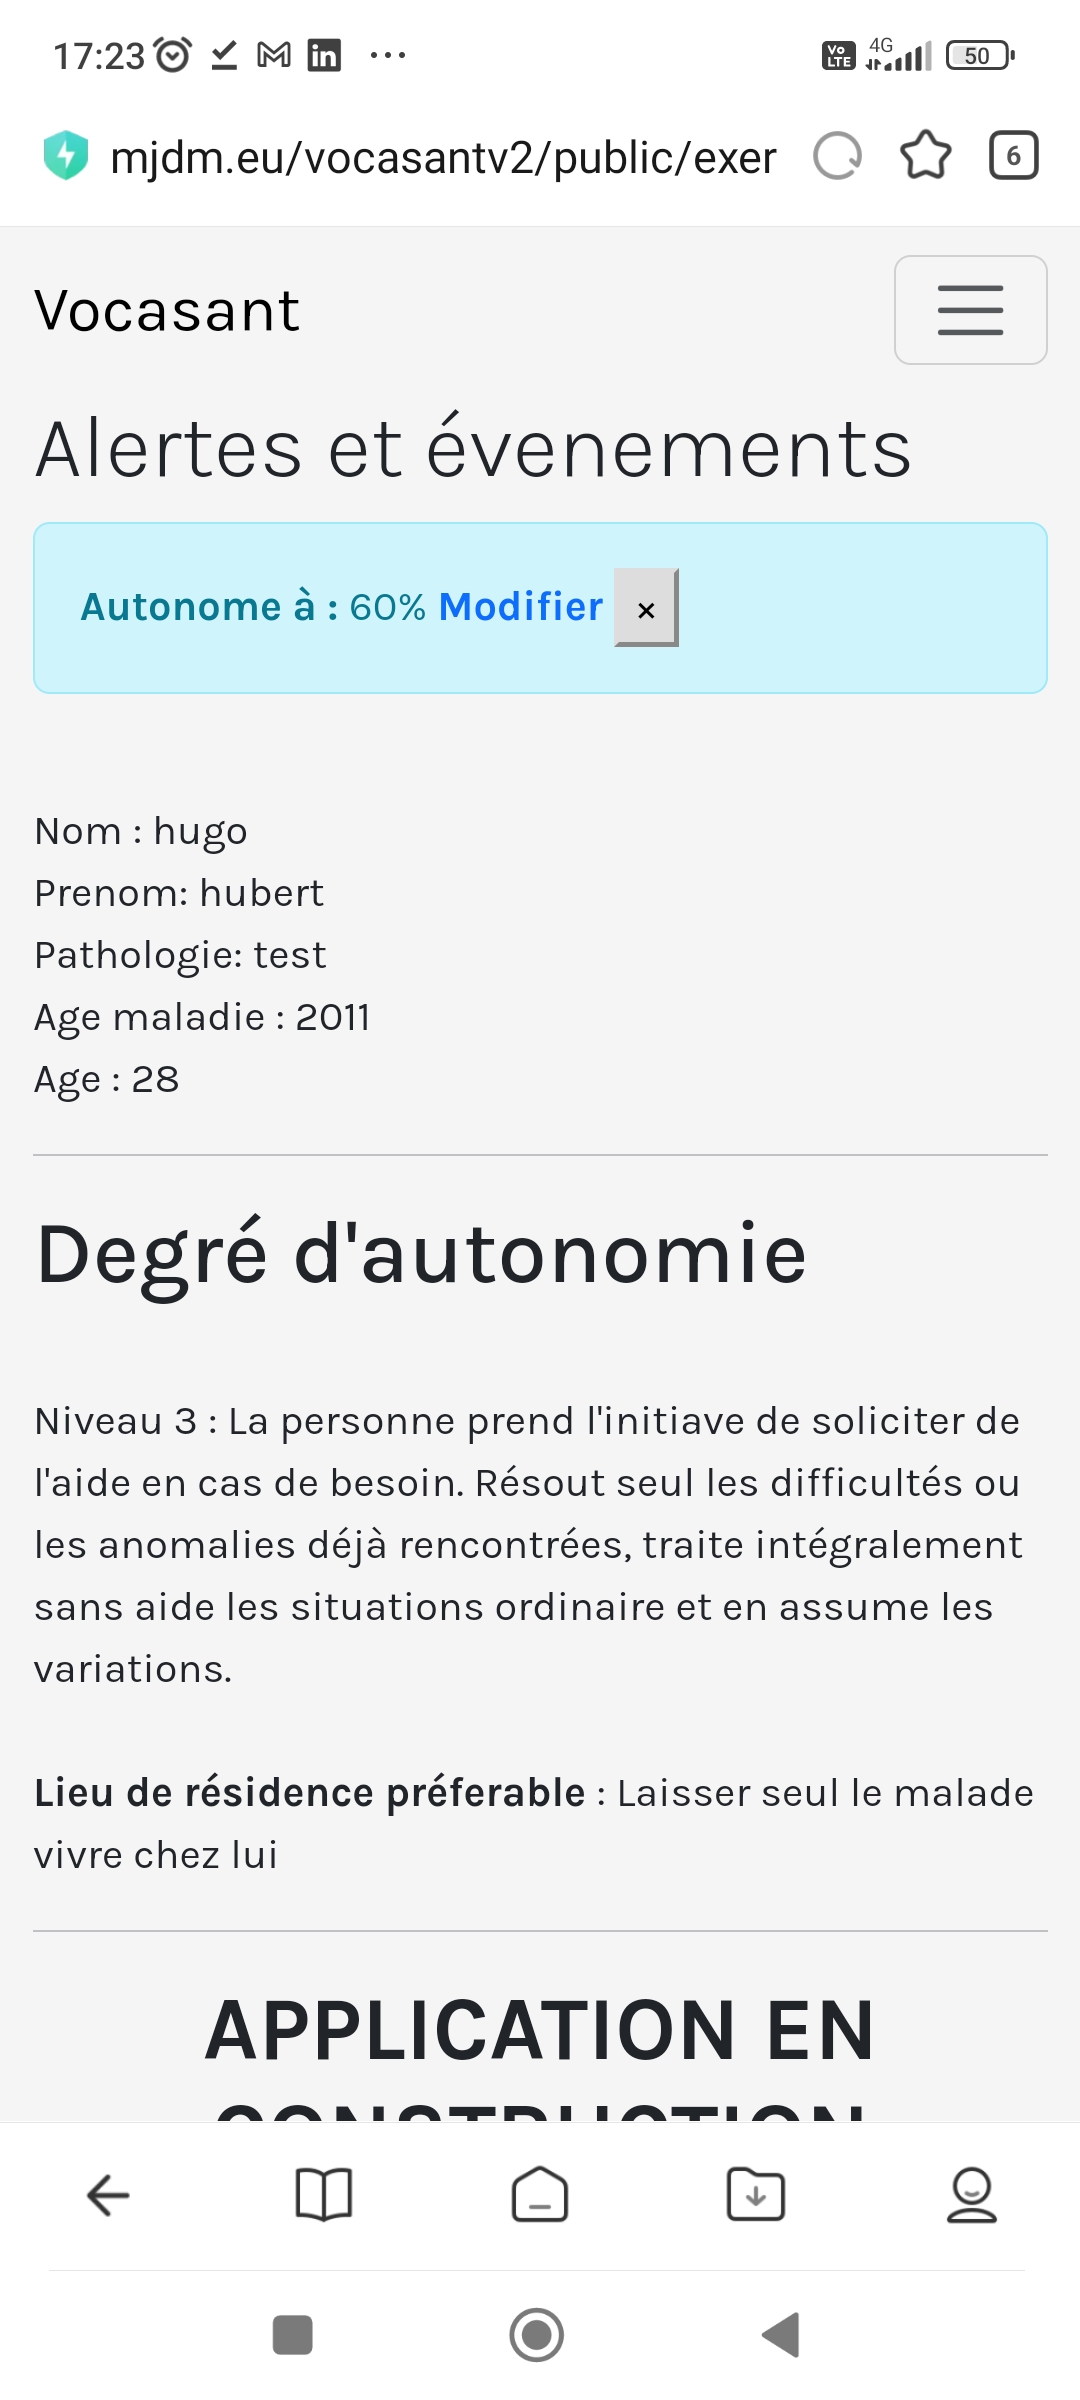 17:23
Vo LTE 4G 50
mjdm.eu/vocasantv2/public/exer
6
Vocasant
Alertes et évenements
Autonome à : 60% Modifier ×
Nom : hugo
Prenom: hubert
Pathologie: test
Age maladie : 2011
Age : 28
Degré d'autonomie
Niveau 3 : La personne prend l'initiave de soliciter de
l'aide en cas de besoin. Résout seul les difficultés ou
les anomalies déjà rencontrées, traite intégralement
sans aide les situations ordinaire et en assume les
variations.
Lieu de résidence préferable : Laisser seul le malade
vivre chez lui
APPLICATION EN
CONSTRUCTION